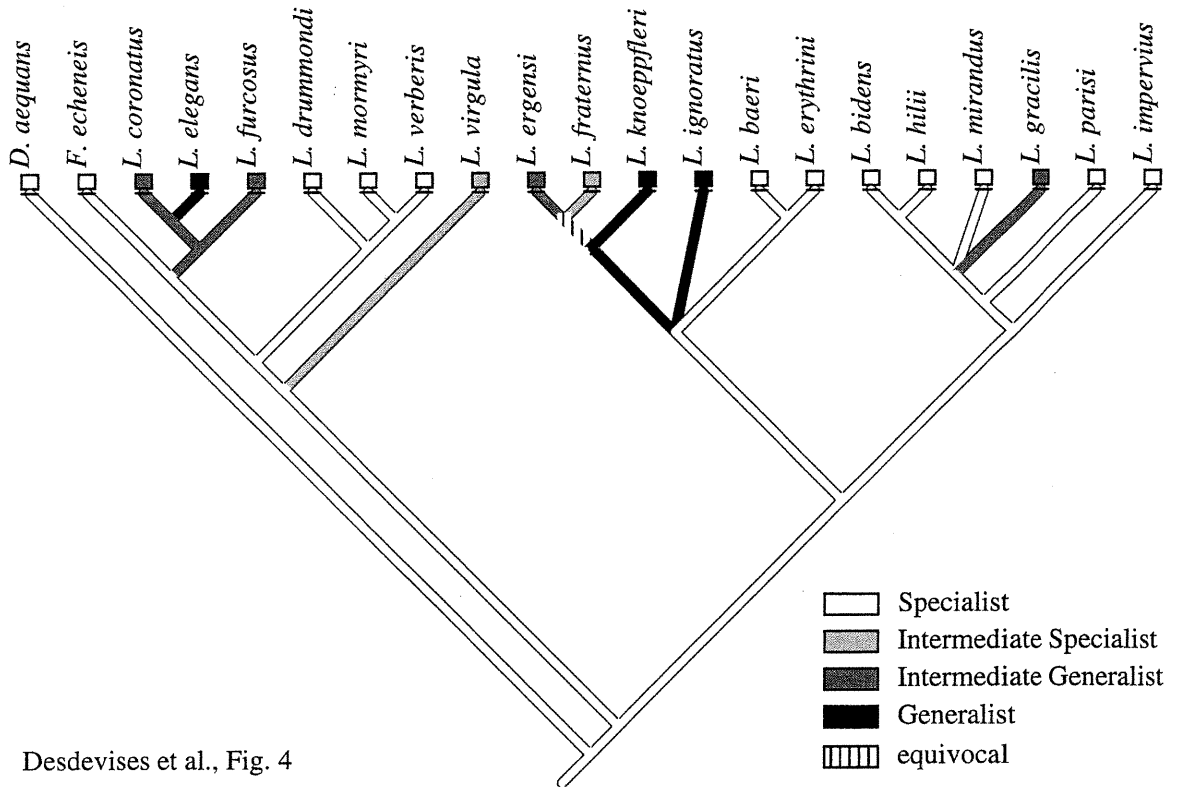 D. aequans
F. echeneis
L. coronatus
L. elegans
L. furcosus
L. drummondi
L. mormyri
L. verberis
L. virgula
L. ergensi
L. fraternus
L. knoeppfleri
L. ignoratus
L. baeri
L. erythrini
L. bidens
L. hilii
L. mirandus
L. gracilis
L. parisi
L. impervius
Specialist
Intermediate Specialist
Intermediate Generalist
Generalist
equivocal
Desdevises et al., Fig. 4